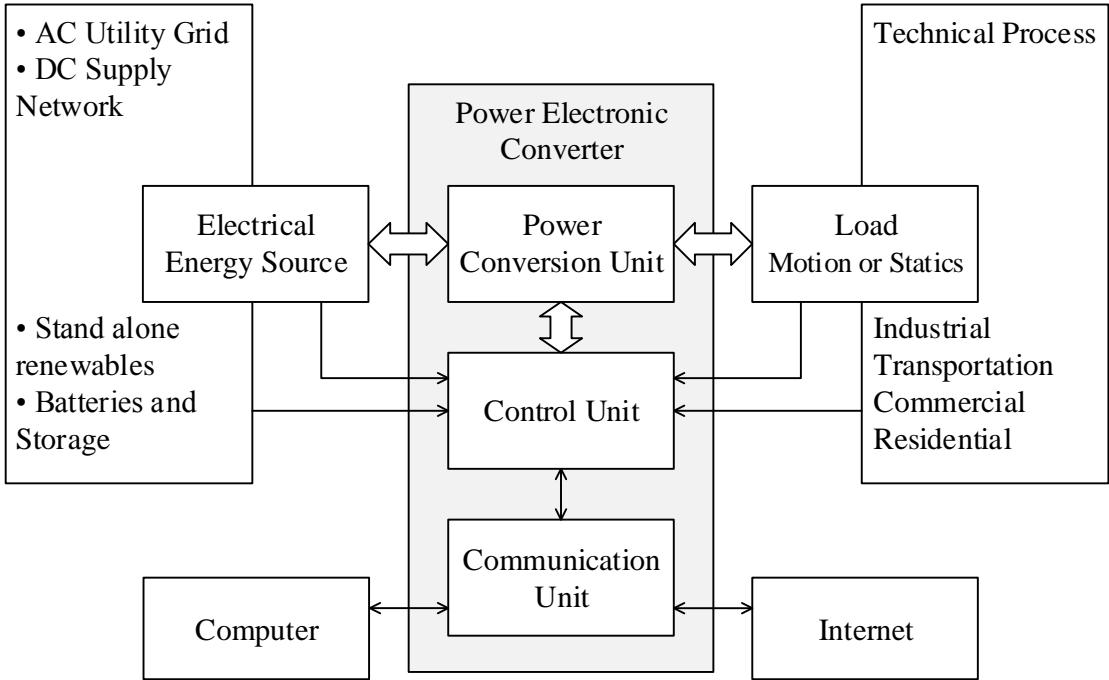 • AC Utility Grid
• DC Supply
Network
• Stand alone
renewables
• Batteries and
Storage
Electrical
Energy Source
Power Electronic
Converter
Power
Conversion Unit
Control Unit
Communication
Unit
Technical Process
Load
Motion or Statics
Industrial
Transportation
Commercial
Residential
Computer
Internet